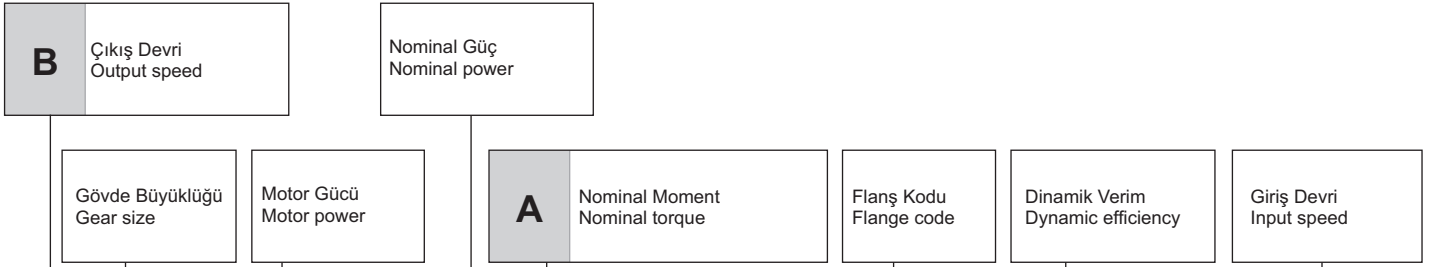 B
Çıkış Devri
Output speed
Nominal Güç
Nominal power
Gövde Büyüklüğü
Gear size
Motor Gücü
Motor power
A
Nominal Moment
Nominal torque
Flanş Kodu
Flange code
Dinamik Verim
Dynamic efficiency
Giriş Devri
Input speed